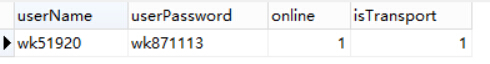 userName userPassword online isTransport
wk51920 wk871113 1 1